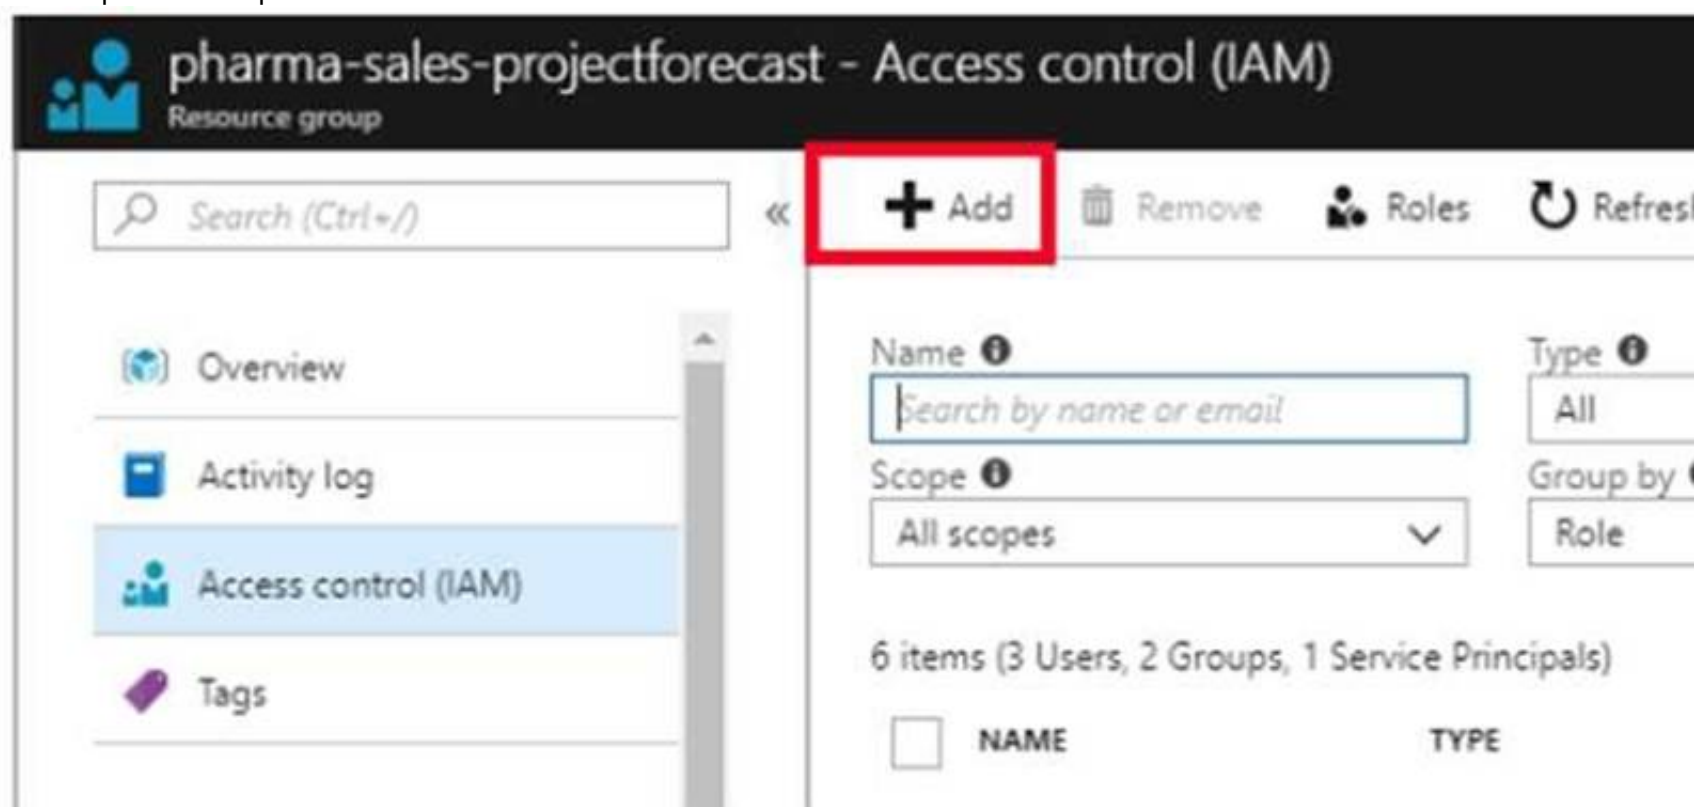 pharma-sales-projectforecast - Access control (IAM)
Resource group
Search (Ctrl+/)
«
Add
Remove
Roles
Refresh
Overview
Activity log
Access control (IAM)
Tags
Name
Type
Search by name or email
All
Scope
Group by
All scopes
Role
6 items (3 Users, 2 Groups, 1 Service Principals)
NAME
TYPE